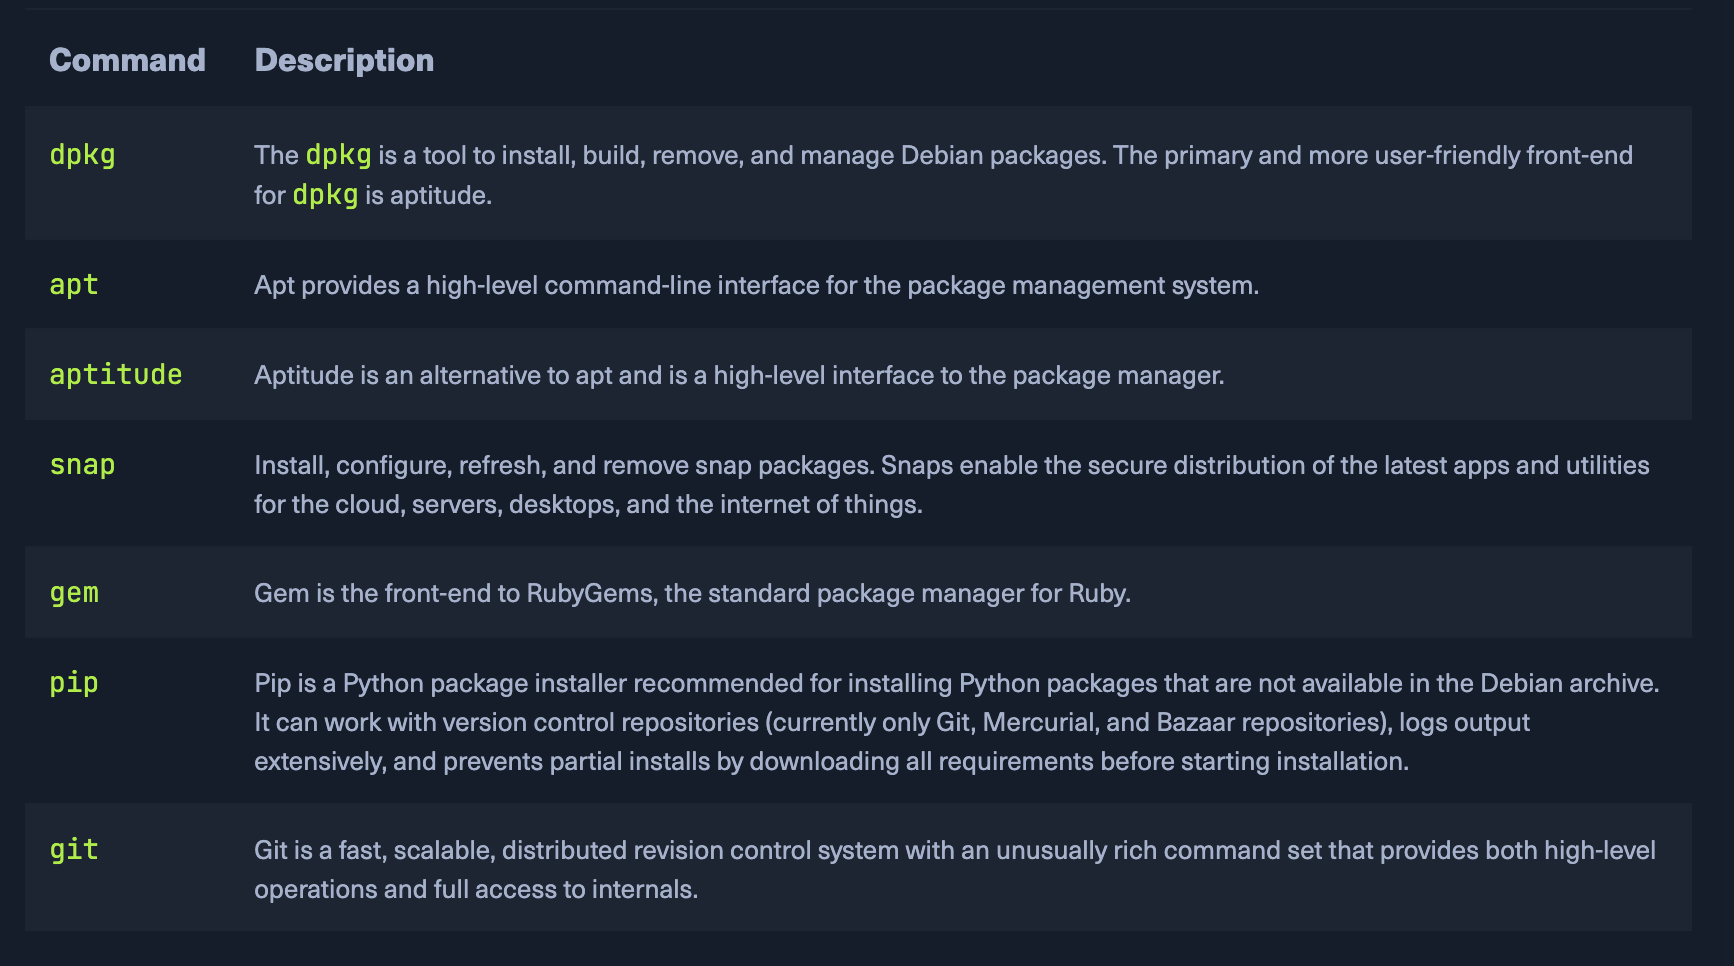 Command Description
dpkg The dpkg is a tool to install, build, remove, and manage Debian packages. The primary and more user-friendly front-end
for dpkg is aptitude.
apt Apt provides a high-level command-line interface for the package management system.
aptitude Aptitude is an alternative to apt and is a high-level interface to the package manager.
snap Install, configure, refresh, and remove snap packages. Snaps enable the secure distribution of the latest apps and utilities
for the cloud, servers, desktops, and the internet of things.
gem Gem is the front-end to RubyGems, the standard package manager for Ruby.
pip Pip is a Python package installer recommended for installing Python packages that are not available in the Debian archive.
It can work with version control repositories (currently only Git, Mercurial, and Bazaar repositories), logs output
extensively, and prevents partial installs by downloading all requirements before starting installation.
git Git is a fast, scalable, distributed revision control system with an unusually rich command set that provides both high-level
operations and full access to internals.